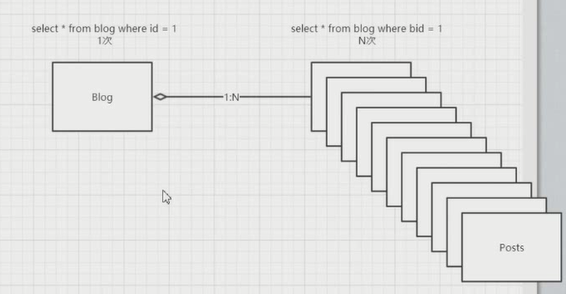 select * from blog where id = 1
1次
select * from blog where bid = 1
N次
Blog
1:N
Posts